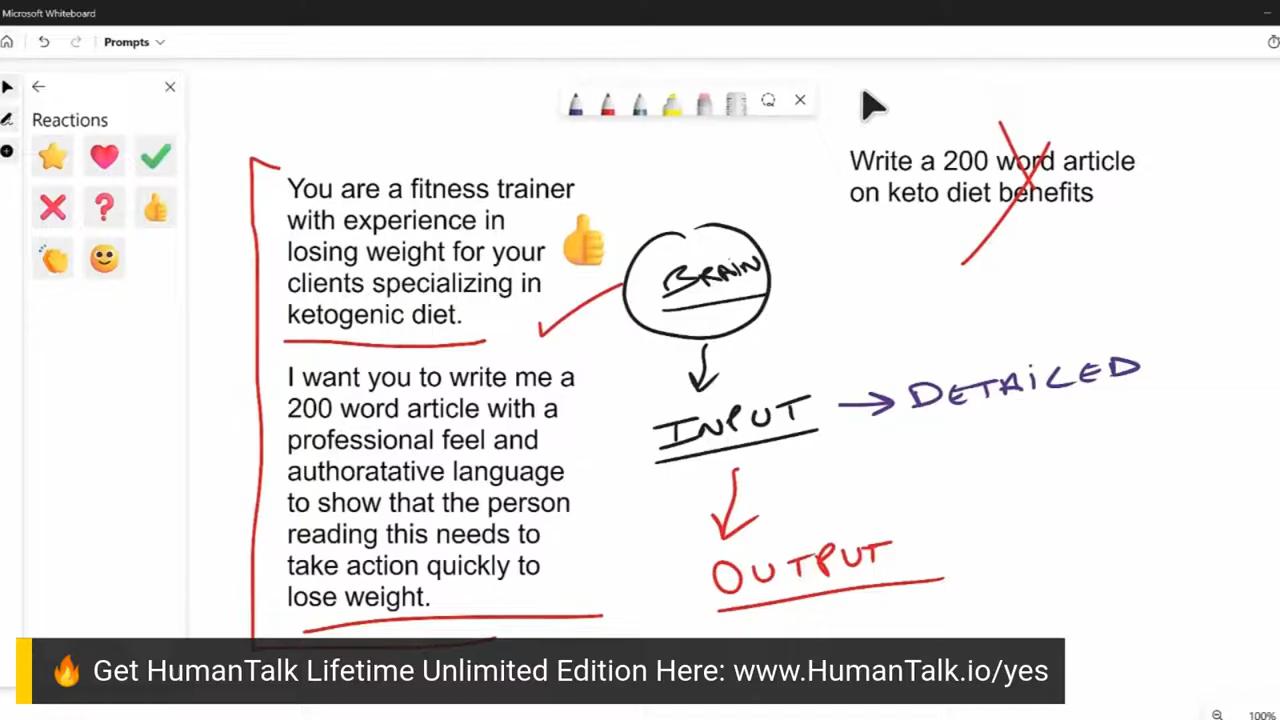 Microsoft Whiteboard
Prompts
Reactions
You are a fitness trainer
with experience in
losing weight for your
clients specializing in
ketogenic diet.
I want you to write me a
200 word article with a
professional feel and
authoratative language
to show that the person
reading this needs to
take action quickly to
lose weight.
BRAIN
INPUT
DETAILED
OUTPUT
Write a 200 word article
on keto diet benefits
🔥 Get HumanTalk Lifetime Unlimited Edition Here: www.HumanTalk.io/yes
100%